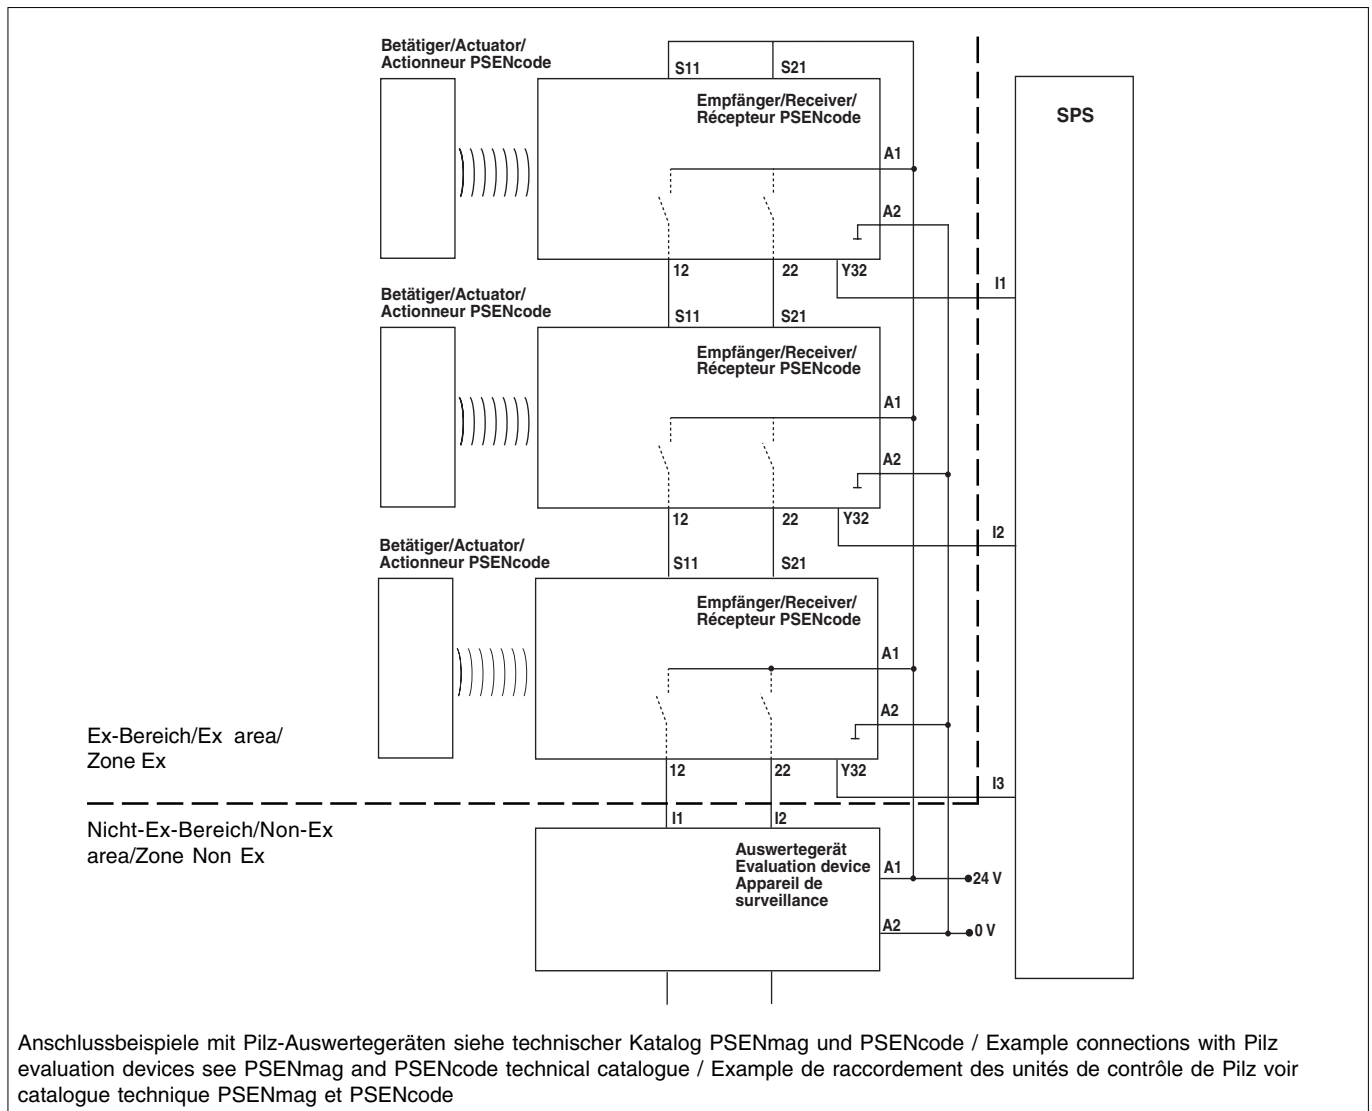 Betätiger/Actuator/
Actionneur PSENcode
S11
S21
Empfänger/Receiver/
Récepteur PSENcode
SPS
A1
A2
12
22
Y32
I1
Betätiger/Actuator/
Actionneur PSENcode
S11
S21
Empfänger/Receiver/
Récepteur PSENcode
A1
A2
12
22
Y32
I2
Betätiger/Actuator/
Actionneur PSENcode
S11
S21
Empfänger/Receiver/
Récepteur PSENcode
A1
A2
Ex-Bereich/Ex area/
Zone Ex
12
22
Y32
I3
Nicht-Ex-Bereich/Non-Ex
area/Zone Non Ex
I1
I2
Auswertegerät
Evaluation device
Appareil de
surveillance
A1
24 V
A2
0 V
Anschlussbeispiele mit Pilz-Auswertegeräten siehe technischer Katalog PSENmag und PSENcode / Example connections with Pilz
evaluation devices see PSENmag and PSENcode technical catalogue / Example de raccordement des unités de contrôle de Pilz voir
catalogue technique PSENmag et PSENcode